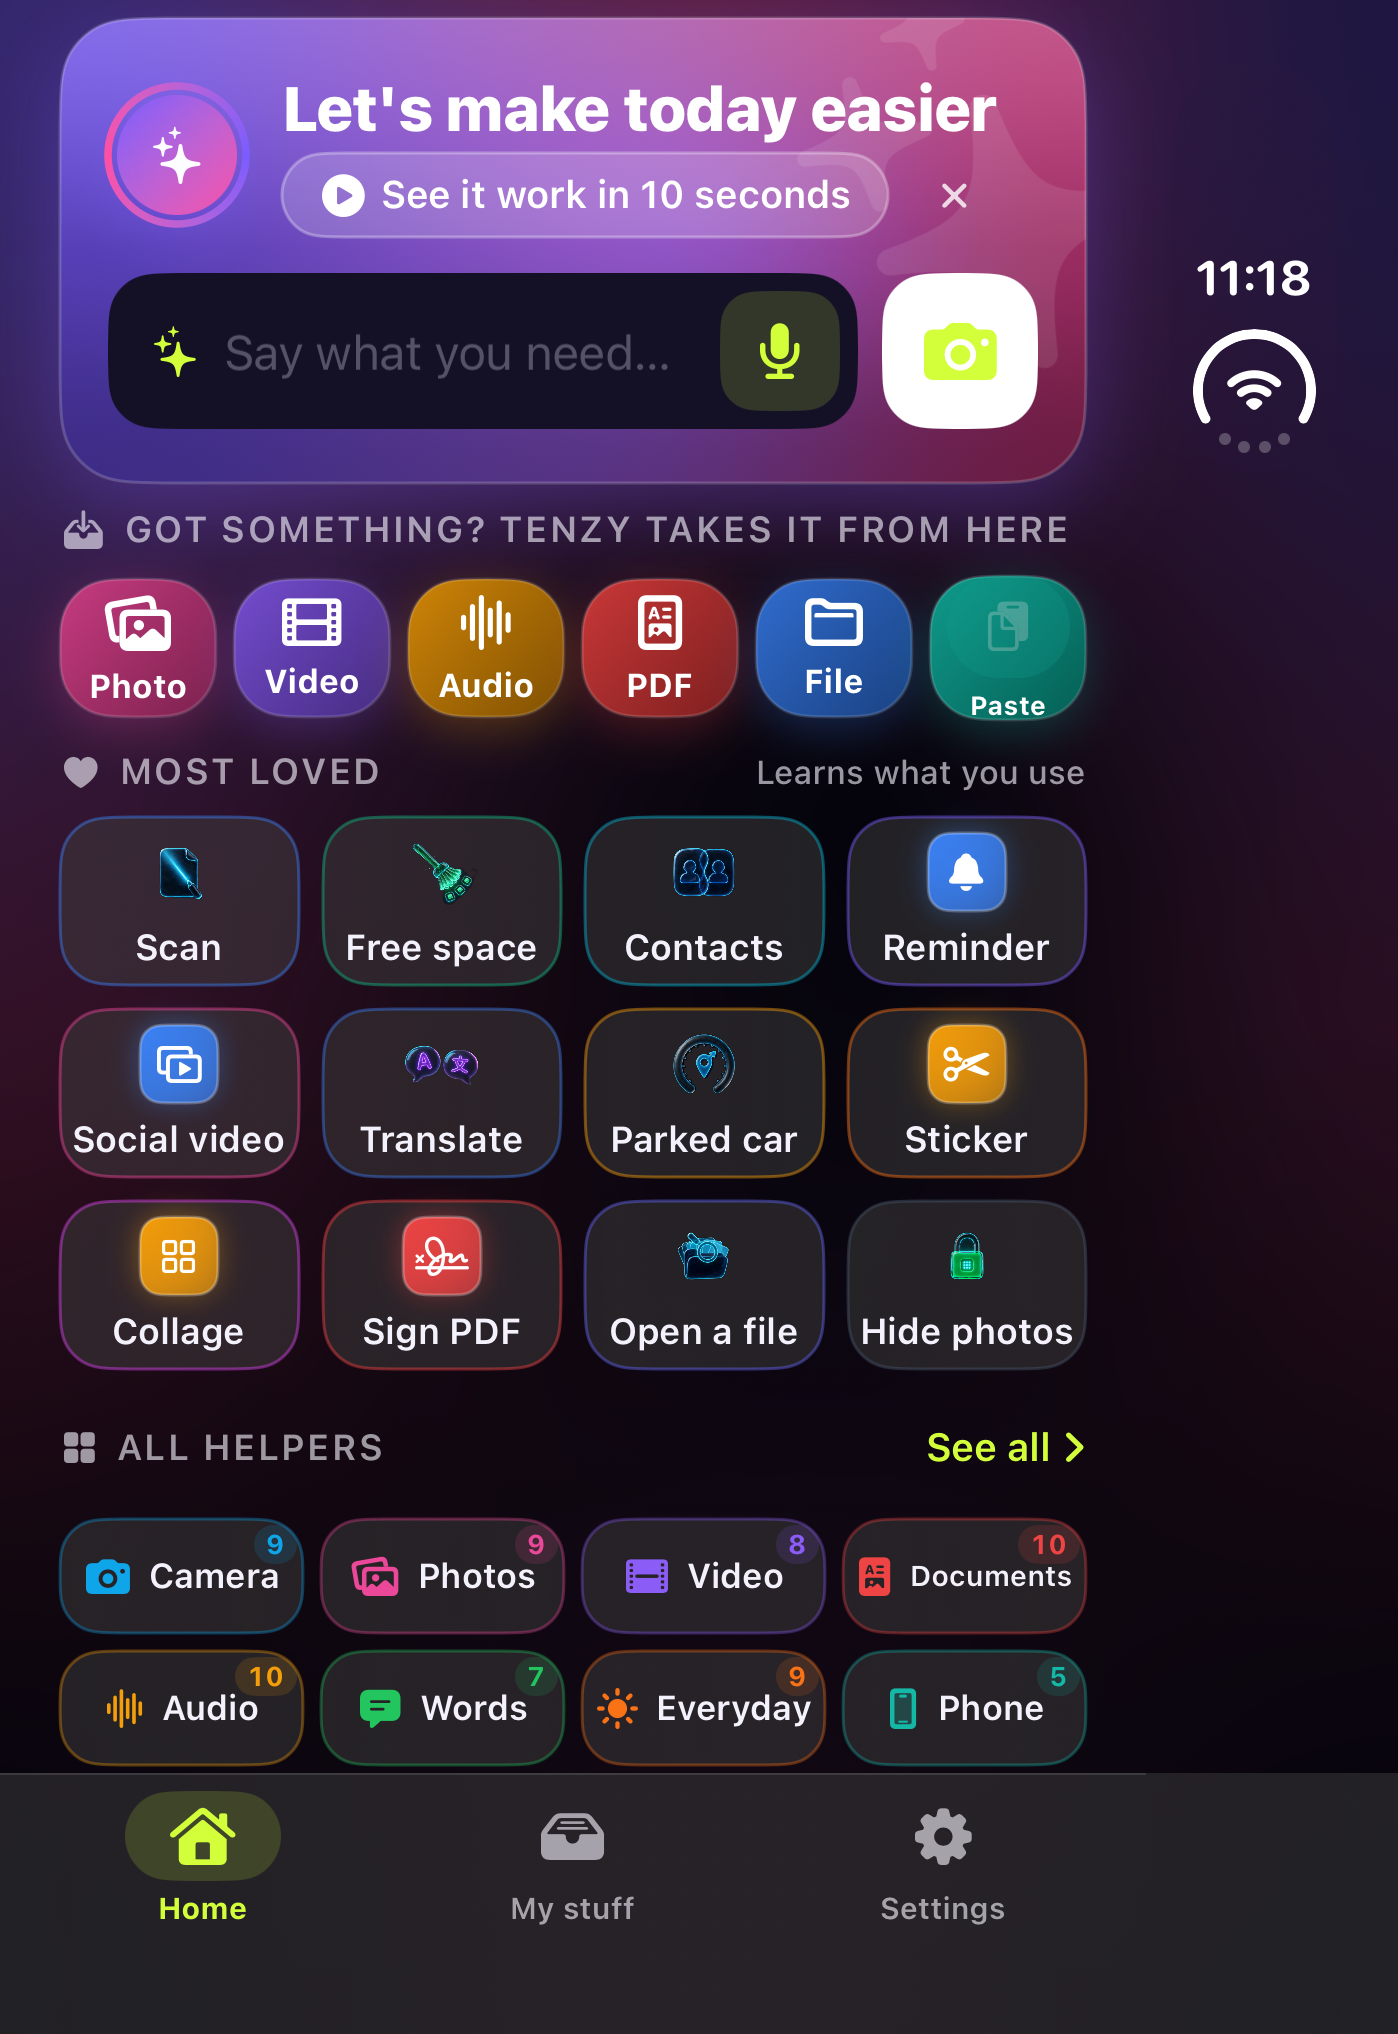 Let's make today easier
See it work in 10 seconds
Say what you need...
11:18
GOT SOMETHING? TENZY TAKES IT FROM HERE
Photo Video Audio PDF File Paste
MOST LOVED Learns what you use
Scan Free space Contacts Reminder
Social video Translate Parked car Sticker
Collage Sign PDF Open a file Hide photos
ALL HELPERS See all
9 9 8 10
Camera Photos Video Documents
10 7 9 5
Audio Words Everyday Phone
Home My stuff Settings